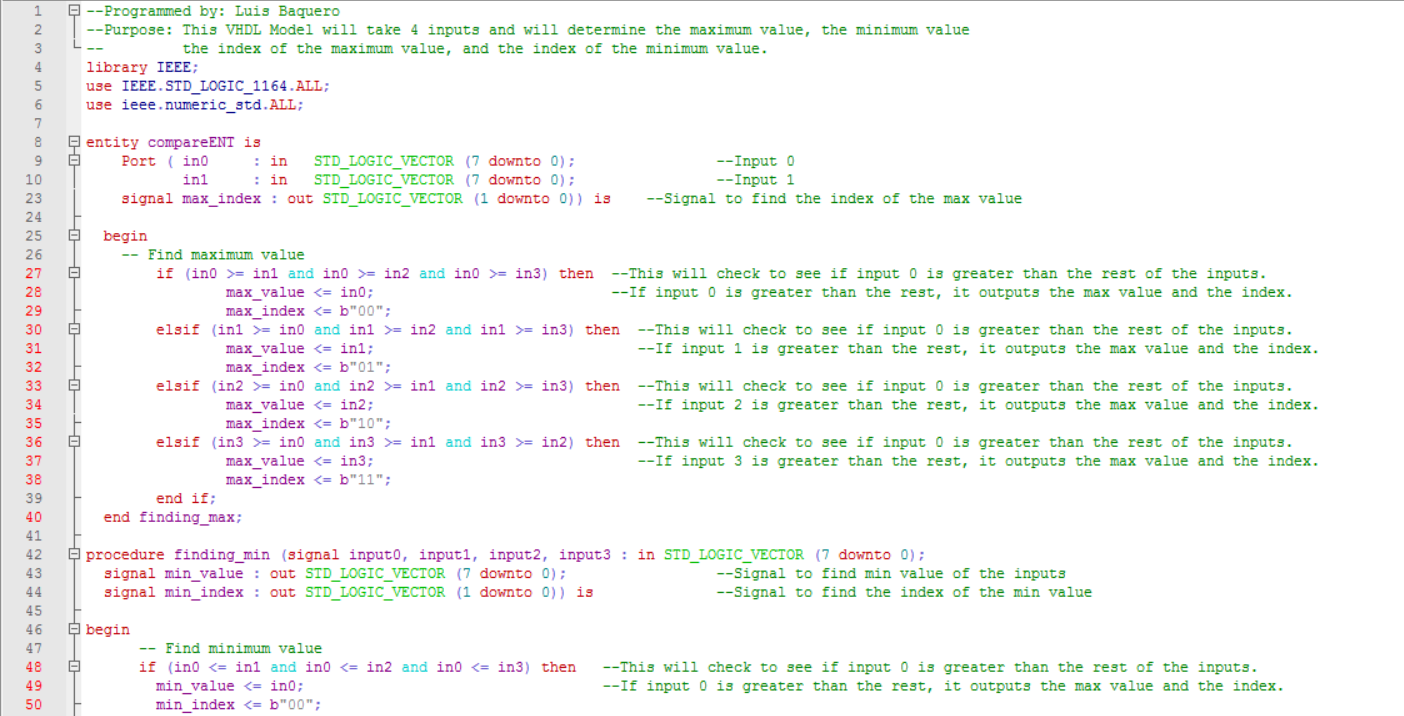 1 --Programmed by: Luis Baquero
2 --Purpose: This VHDL Model will take 4 inputs and will determine the maximum value, the minimum value
3 -- the index of the maximum value, and the index of the minimum value.
4 library IEEE;
5 use IEEE.STD_LOGIC_1164.ALL;
6 use ieee.numeric_std.ALL;
7
8 entity compareENT is
9 Port ( in0 : in STD_LOGIC_VECTOR (7 downto 0); --Input 0
10 in1 : in STD_LOGIC_VECTOR (7 downto 0); --Input 1
23 signal max_index : out STD_LOGIC_VECTOR (1 downto 0)) is --Signal to find the index of the max value
24
25 begin
26 -- Find maximum value
27 if (in0 >= in1 and in0 >= in2 and in0 >= in3) then --This will check to see if input 0 is greater than the rest of the inputs.
28 max_value <= in0; --If input 0 is greater than the rest, it outputs the max value and the index.
29 max_index <= b"00";
30 elsif (in1 >= in0 and in1 >= in2 and in1 >= in3) then --This will check to see if input 0 is greater than the rest of the inputs.
31 max_value <= in1; --If input 1 is greater than the rest, it outputs the max value and the index.
32 max_index <= b"01";
33 elsif (in2 >= in0 and in2 >= in1 and in2 >= in3) then --This will check to see if input 0 is greater than the rest of the inputs.
34 max_value <= in2; --If input 2 is greater than the rest, it outputs the max value and the index.
35 max_index <= b"10";
36 elsif (in3 >= in0 and in3 >= in1 and in3 >= in2) then --This will check to see if input 0 is greater than the rest of the inputs.
37 max_value <= in3; --If input 3 is greater than the rest, it outputs the max value and the index.
38 max_index <= b"11";
39 end if;
40 end finding_max;
41
42 procedure finding_min (signal input0, input1, input2, input3 : in STD_LOGIC_VECTOR (7 downto 0);
43 signal min_value : out STD_LOGIC_VECTOR (7 downto 0); --Signal to find min value of the inputs
44 signal min_index : out STD_LOGIC_VECTOR (1 downto 0)) is --Signal to find the index of the min value
45
46 begin
47 -- Find minimum value
48 if (in0 <= in1 and in0 <= in2 and in0 <= in3) then --This will check to see if input 0 is greater than the rest of the inputs.
49 min_value <= in0; --If input 0 is greater than the rest, it outputs the max value and the index.
50 min_index <= b"00";